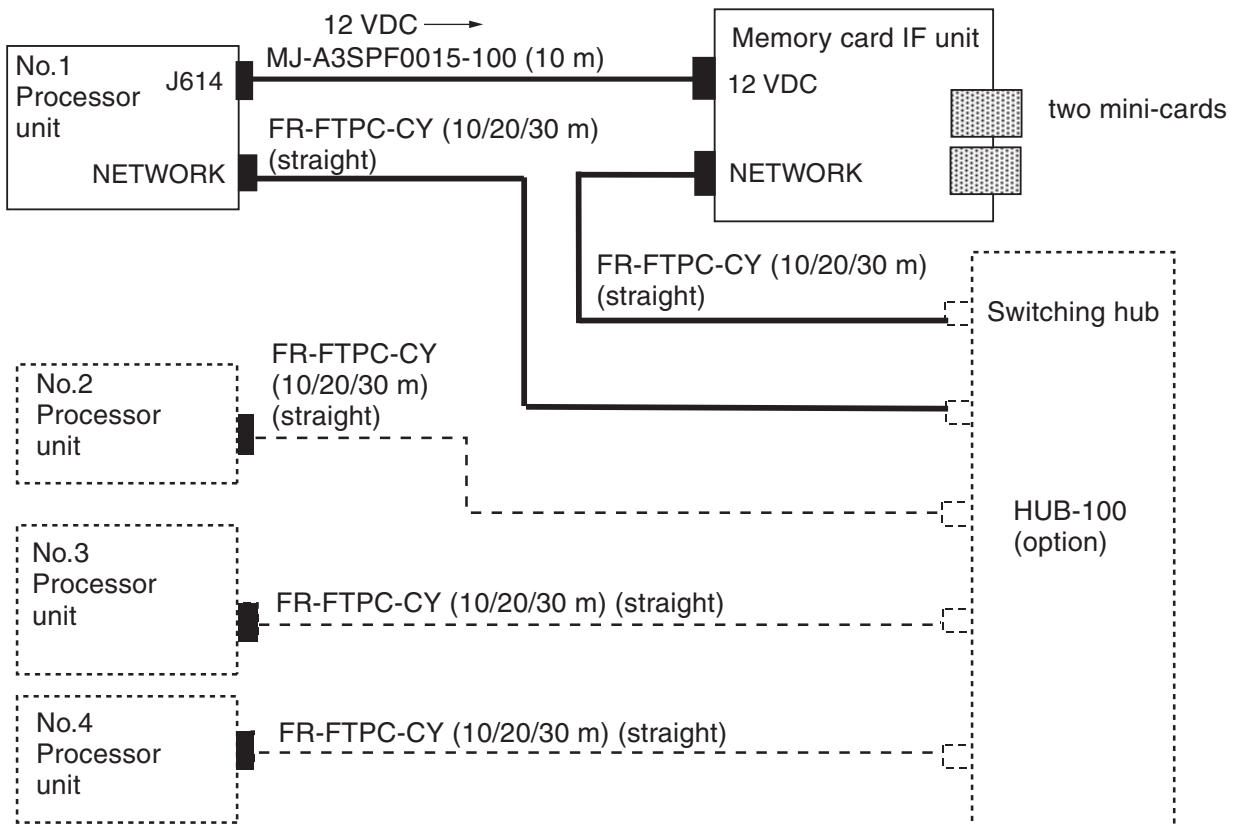 12 VDC
MJ-A3SPF0015-100 (10 m)
No.1
Processor
unit
J614
NETWORK
FR-FTPC-CY (10/20/30 m)
(straight)
Memory card IF unit
12 VDC
NETWORK
two mini-cards
FR-FTPC-CY (10/20/30 m)
(straight)
Switching hub
No.2
Processor
unit
FR-FTPC-CY
(10/20/30 m)
(straight)
HUB-100
(option)
No.3
Processor
unit
FR-FTPC-CY (10/20/30 m) (straight)
No.4
Processor
unit
FR-FTPC-CY (10/20/30 m) (straight)